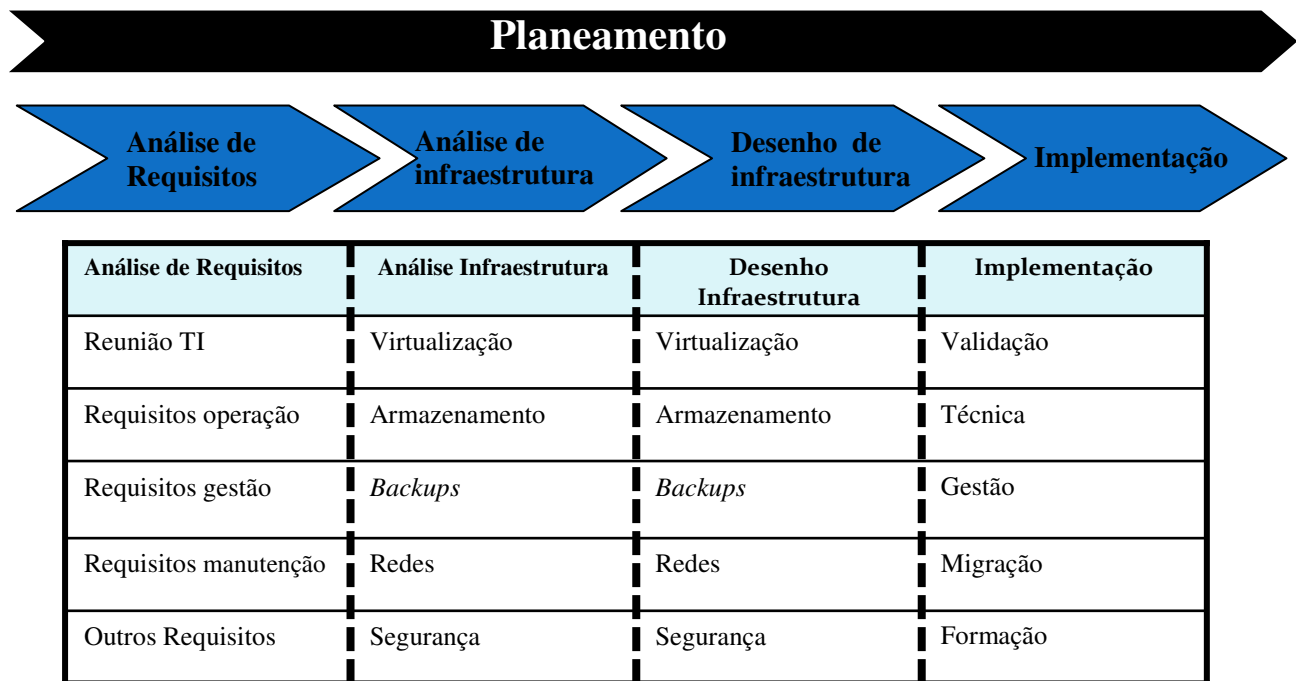 Planeamento
Análise de
Requisitos
Análise de
infraestrutura
Desenho de
infraestrutura
Implementação
Análise de Requisitos
Análise Infraestrutura
Desenho
Infraestrutura
Implementação
Reunião TI
Virtualização
Virtualização
Validação
Requisitos operação
Armazenamento
Armazenamento
Técnica
Requisitos gestão
Backups
Backups
Gestão
Requisitos manutenção
Redes
Redes
Migração
Outros Requisitos
Segurança
Segurança
Formação